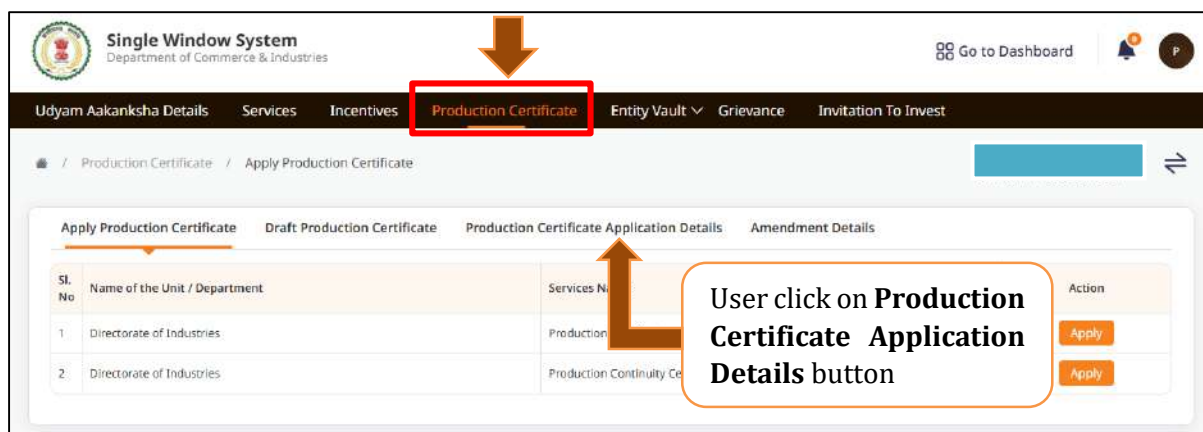 Single Window System
Department of Commerce & Industries
Go to Dashboard
0
P
Udyam Aakanksha Details Services Incentives Production Certificate Entity Vault Grievance Invitation To Invest
/ Production Certificate / Apply Production Certificate
Apply Production Certificate Draft Production Certificate Production Certificate Application Details Amendment Details
Sl. No Name of the Unit / Department Services Action
1 Directorate of Industries Production Apply
2 Directorate of Industries Production Continuity Apply
User click on Production
Certificate Application
Details button